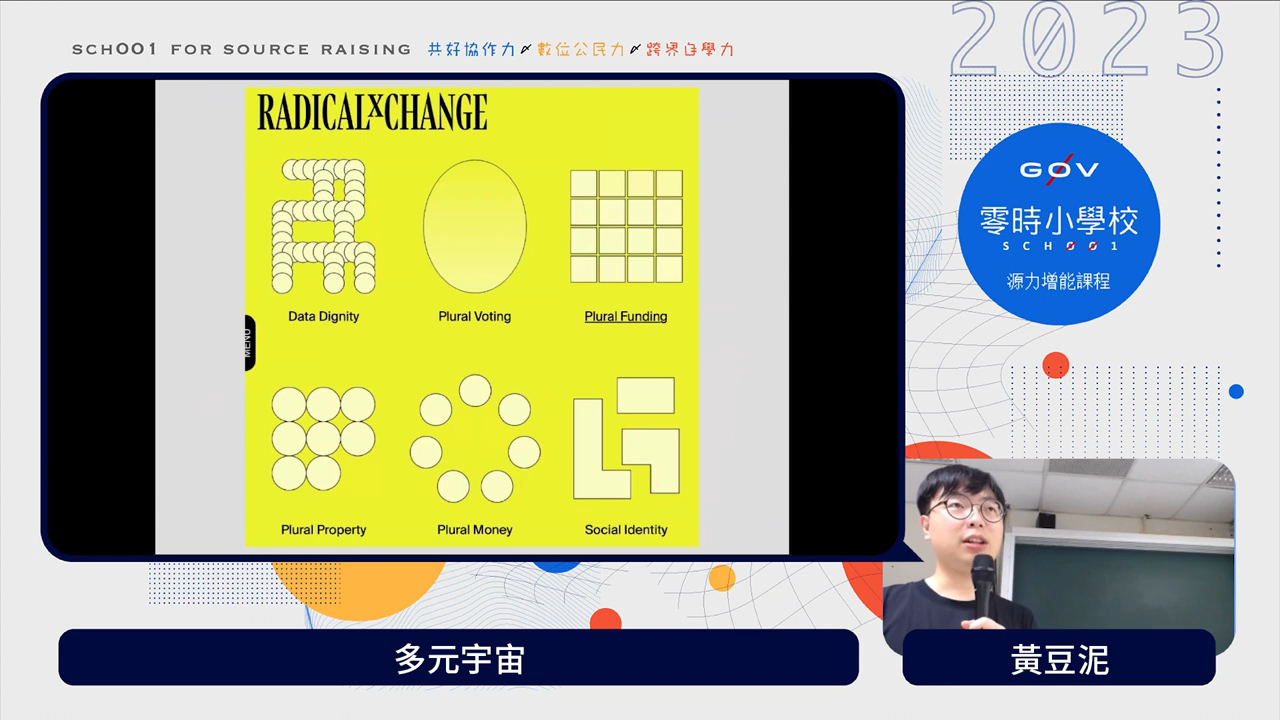 2023
SCH001 FOR SOURCE RAISING 共好協作力 數位公民力 跨界自學力
RADICALXCHANGE
Data Dignity
Plural Voting
Plural Funding
MENU
Plural Property
Plural Money
Social Identity
G0V
零時小學校
SCH001
源力增能課程
多元宇宙
黃豆泥